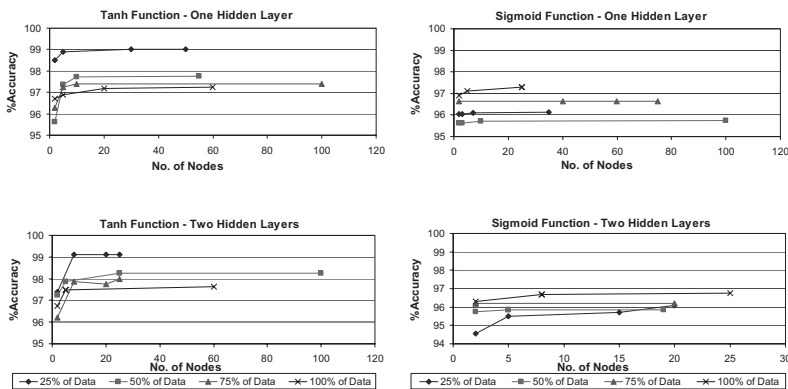 Tanh Function - One Hidden Layer
%Accuracy
100
99
98
97
96
95
0 20 40 60 80 100 120
No. of Nodes
Sigmoid Function - One Hidden Layer
%Accuracy
100
99
98
97
96
95
0 20 40 60 80 100 120
No. of Nodes
Tanh Function - Two Hidden Layers
%Accuracy
100
99
98
97
96
95
0 20 40 60 80 100 120
No. of Nodes
25% of Data 50% of Data 75% of Data 100% of Data
Sigmoid Function - Two Hidden Layers
%Accuracy
100
99
98
97
96
95
94
0 5 10 15 20 25 30
No. of Nodes
25% of Data 50% of Data 75% of Data 100% of Data